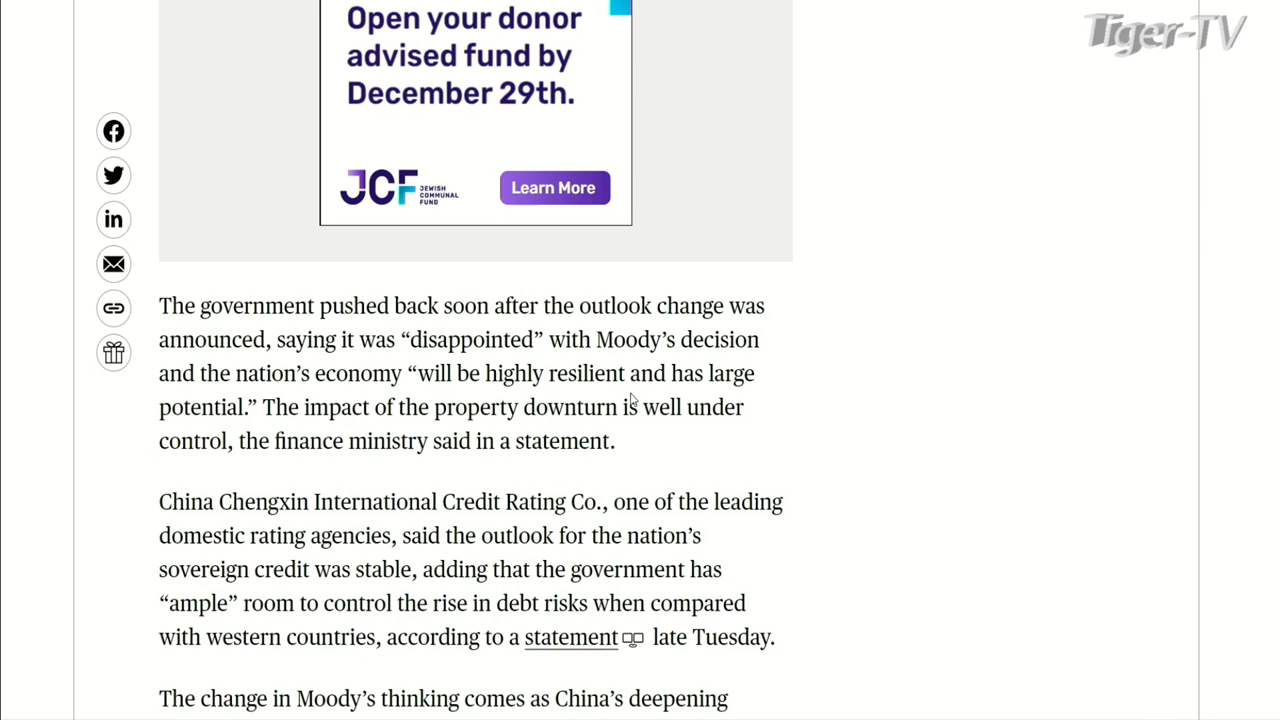 Open your donor
advised fund by
December 29th.
Tiger-TV
JCF JEWISH COMMUNAL FUND
Learn More
The government pushed back soon after the outlook change was
announced, saying it was “disappointed” with Moody’s decision
and the nation’s economy “will be highly resilient and has large
potential.” The impact of the property downturn is well under
control, the finance ministry said in a statement.
China Chengxin International Credit Rating Co., one of the leading
domestic rating agencies, said the outlook for the nation’s
sovereign credit was stable, adding that the government has
“ample” room to control the rise in debt risks when compared
with western countries, according to a statement late Tuesday.
The change in Moody’s thinking comes as China’s deepening